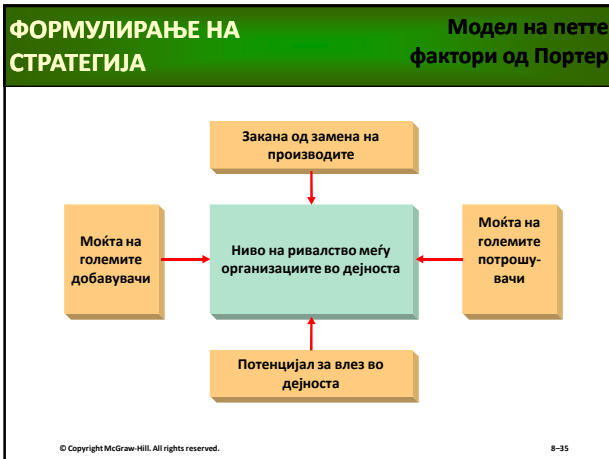 ФОРМУЛИРАЊЕ НА
СТРАТЕГИЈА
Модел на петте
фактори од Портер
Закана од замена на
производите
Моќта на
големите
добавувачи
Ниво на ривалство меѓу
организациите во дејноста
Моќта на
големите
потрошу-
вачи
Потенцијал за влез во
дејноста
© Copyright McGraw-Hill. All rights reserved.
8–35